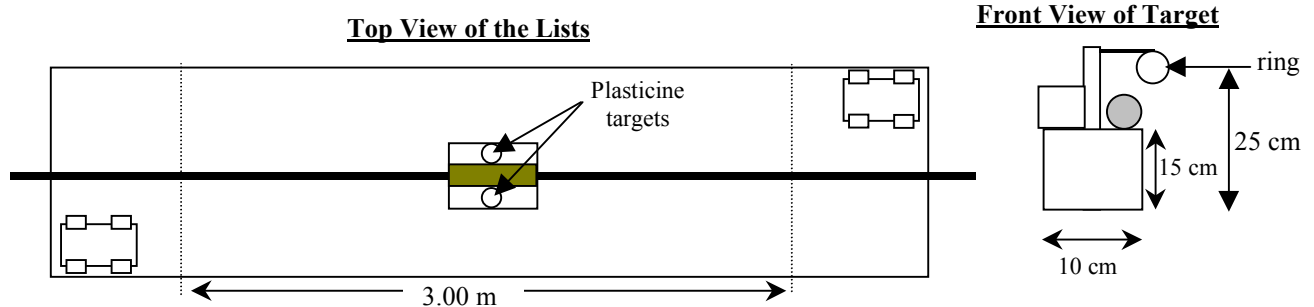 Top View of the Lists
Plasticine
targets
3.00 m
Front View of Target
ring
25 cm
15 cm
10 cm